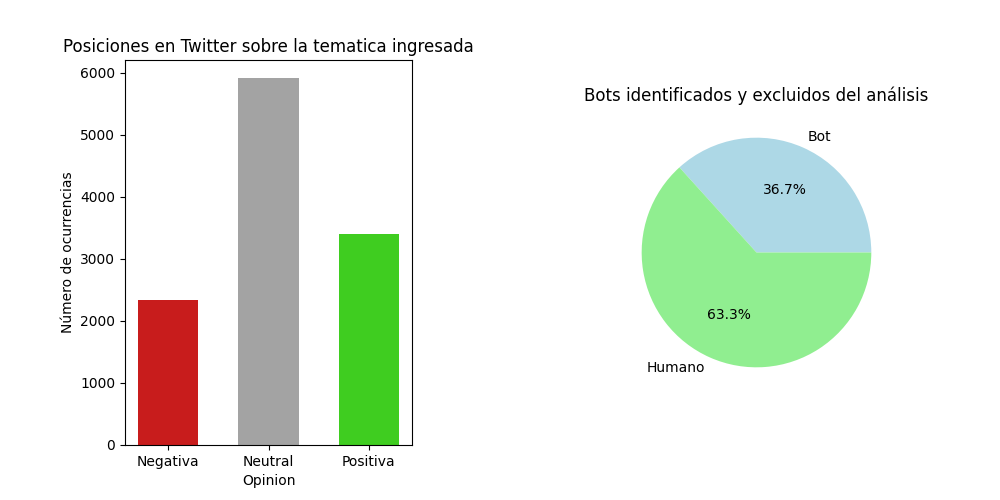 Posiciones en Twitter sobre la tematica ingresada
6000
5000
4000
3000
2000
1000
0
Número de ocurrencias
Negativa
Neutral
Positiva
Opinion
Bots identificados y excluidos del análisis
Bot
36.7%
63.3%
Humano